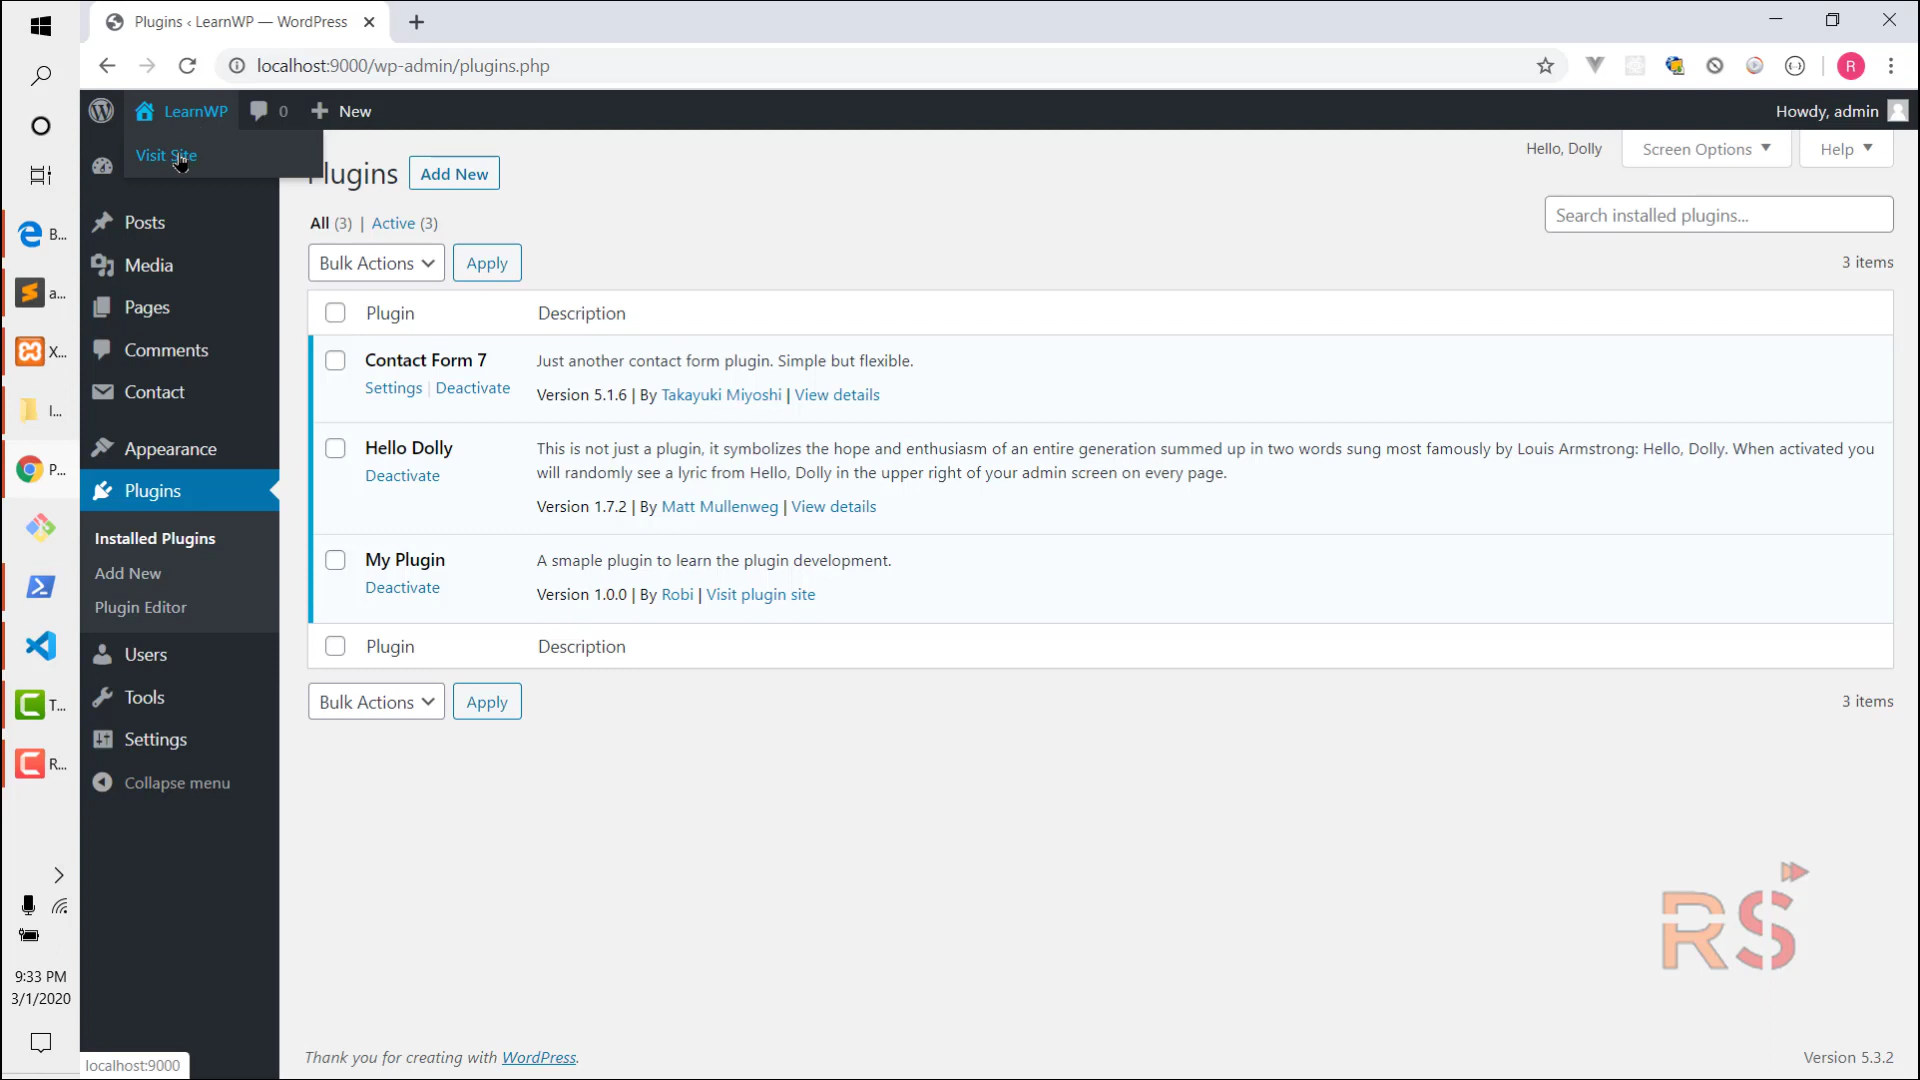 Plugins ‹ LearnWP — WordPress
localhost:9000/wp-admin/plugins.php
R
LearnWP
0
New
Howdy, admin
Visit Site
Plugins
Add New
Hello, Dolly
Screen Options
Help
All (3) | Active (3)
Search installed plugins...
Bulk Actions
Apply
3 items
Plugin
Description
Contact Form 7
Just another contact form plugin. Simple but flexible.
Settings | Deactivate
Version 5.1.6 | By Takayuki Miyoshi | View details
Hello Dolly
This is not just a plugin, it symbolizes the hope and enthusiasm of an entire generation summed up in two words sung most famously by Louis Armstrong: Hello, Dolly. When activated you
will randomly see a lyric from Hello, Dolly in the upper right of your admin screen on every page.
Deactivate
Version 1.7.2 | By Matt Mullenweg | View details
My Plugin
A smaple plugin to learn the plugin development.
Deactivate
Version 1.0.0 | By Robi | Visit plugin site
Plugin
Description
Bulk Actions
Apply
3 items
Posts
Media
Pages
Comments
Contact
Appearance
Plugins
Installed Plugins
Add New
Plugin Editor
Users
Tools
Settings
Collapse menu
B...
a...
X...
I...
P...
T...
R...
9:33 PM
3/1/2020
RS
localhost:9000
Thank you for creating with WordPress.
Version 5.3.2